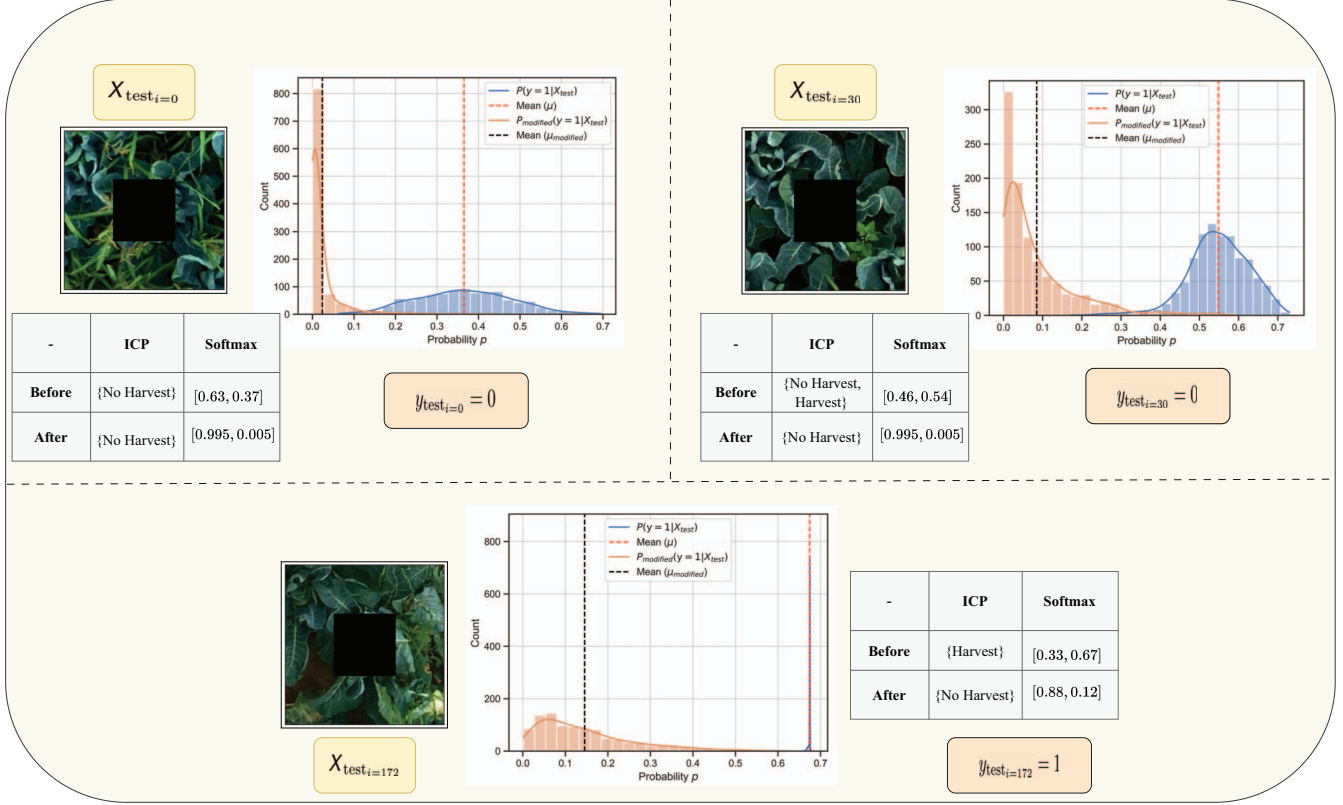 X_test_i=0
800
700
600
500
400
300
200
100
0
Count
0.0 0.1 0.2 0.3 0.4 0.5 0.6 0.7
Probability p
P(y = 1|X_test)
Mean (μ)
P_modified(y = 1|X_test)
Mean (μ_modified)
- ICP Softmax
Before {No Harvest} [0.63, 0.37]
After {No Harvest} [0.995, 0.005]
y_test_i=0 = 0
X_test_i=30
300
250
200
150
100
50
0
Count
0.0 0.1 0.2 0.3 0.4 0.5 0.6 0.7
Probability p
P(y = 1|X_test)
Mean (μ)
P_modified(y = 1|X_test)
Mean (μ_modified)
- ICP Softmax
Before {No Harvest, Harvest} [0.46, 0.54]
After {No Harvest} [0.995, 0.005]
y_test_i=30 = 0
X_test_i=172
800
600
400
200
0
Count
0.0 0.1 0.2 0.3 0.4 0.5 0.6 0.7
Probability p
P(y = 1|X_test)
Mean (μ)
P_modified(y = 1|X_test)
Mean (μ_modified)
- ICP Softmax
Before {Harvest} [0.33, 0.67]
After {No Harvest} [0.88, 0.12]
y_test_i=172 = 1